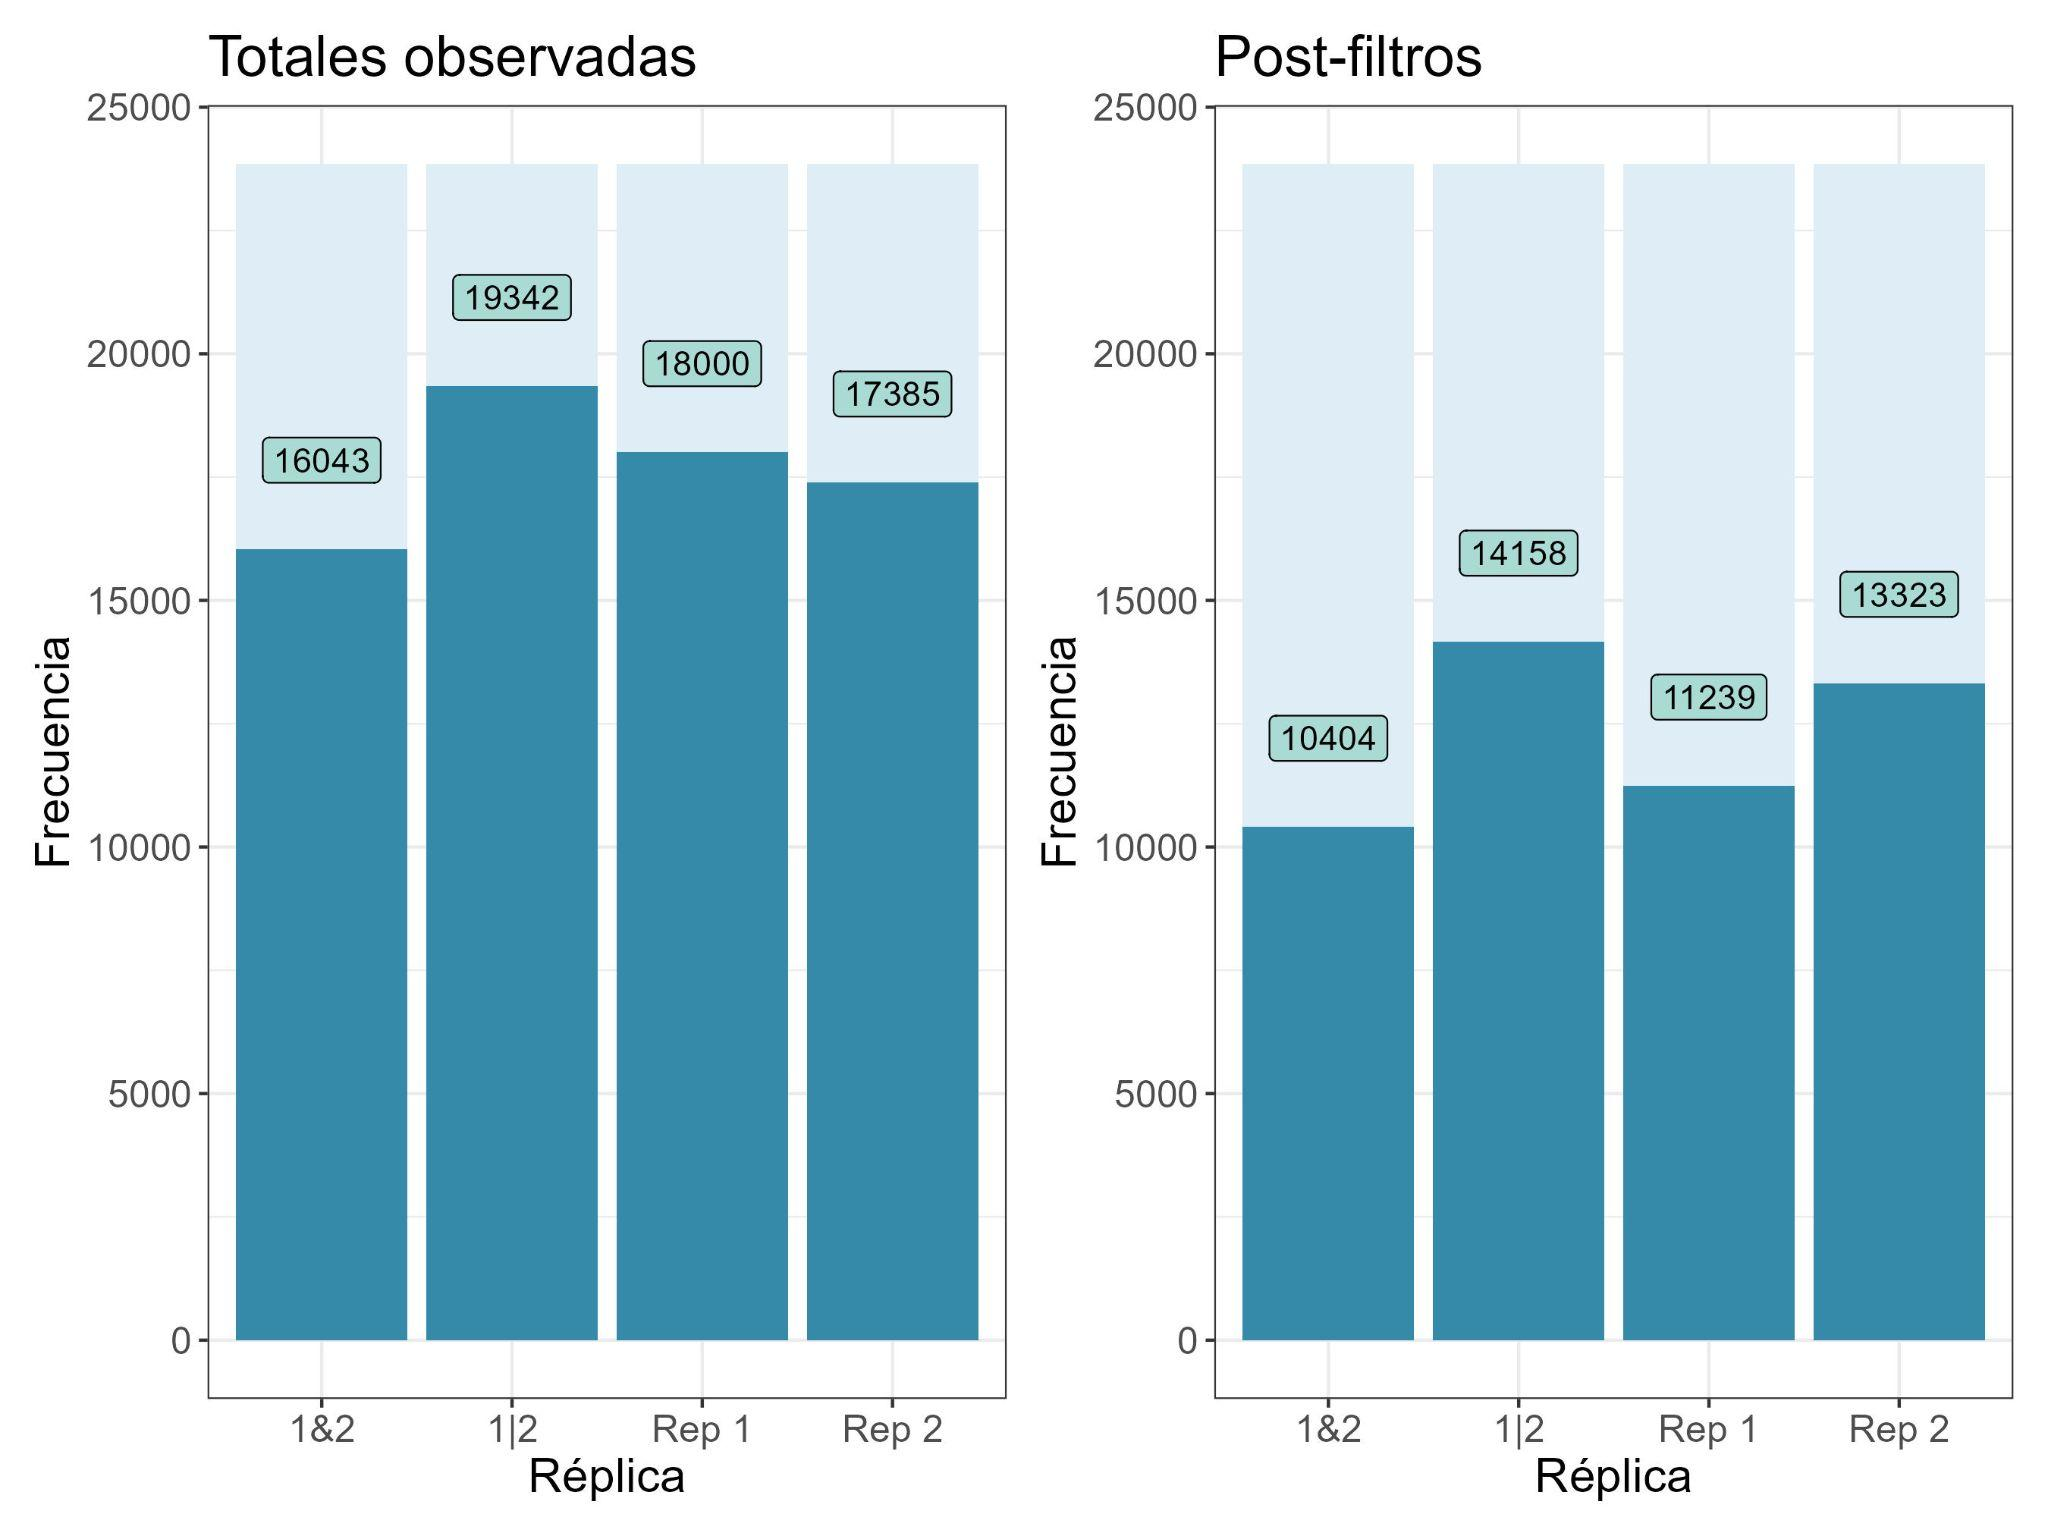 Totales observadas
25000
20000
15000
10000
5000
0
Frecuencia
19342
18000
17385
16043
1&2 1|2 Rep 1 Rep 2
Réplica
Post-filtros
25000
20000
15000
10000
5000
0
Frecuencia
14158
13323
11239
10404
1&2 1|2 Rep 1 Rep 2
Réplica